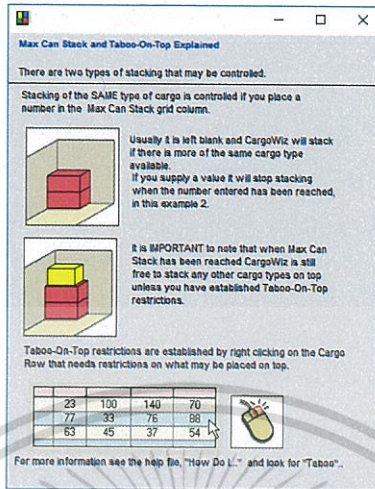 Max Can Stack and Taboo-On-Top Explained
There are two types of stacking that may be controlled.
Stacking of the SAME type of cargo is controlled if you place a
number in the Max Can Stack grid column.
Usually it is left blank and CargoWiz will stack
if there is more of the same cargo type
available.
If you supply a value it will stop stacking
when the number entered has been reached,
in this example 2.
It is IMPORTANT to note that when Max Can
Stack has been reached CargoWiz is still
free to stack any other cargo types on top
unless you have established Taboo-On-Top
restrictions.
Taboo-On-Top restrictions are established by right clicking on the Cargo
Row that needs restrictions on what may be placed on top.
23 100 140 70
77 33 76 88
63 45 37 54
For more information see the help file, "How Do I..." and look for "Taboo"..